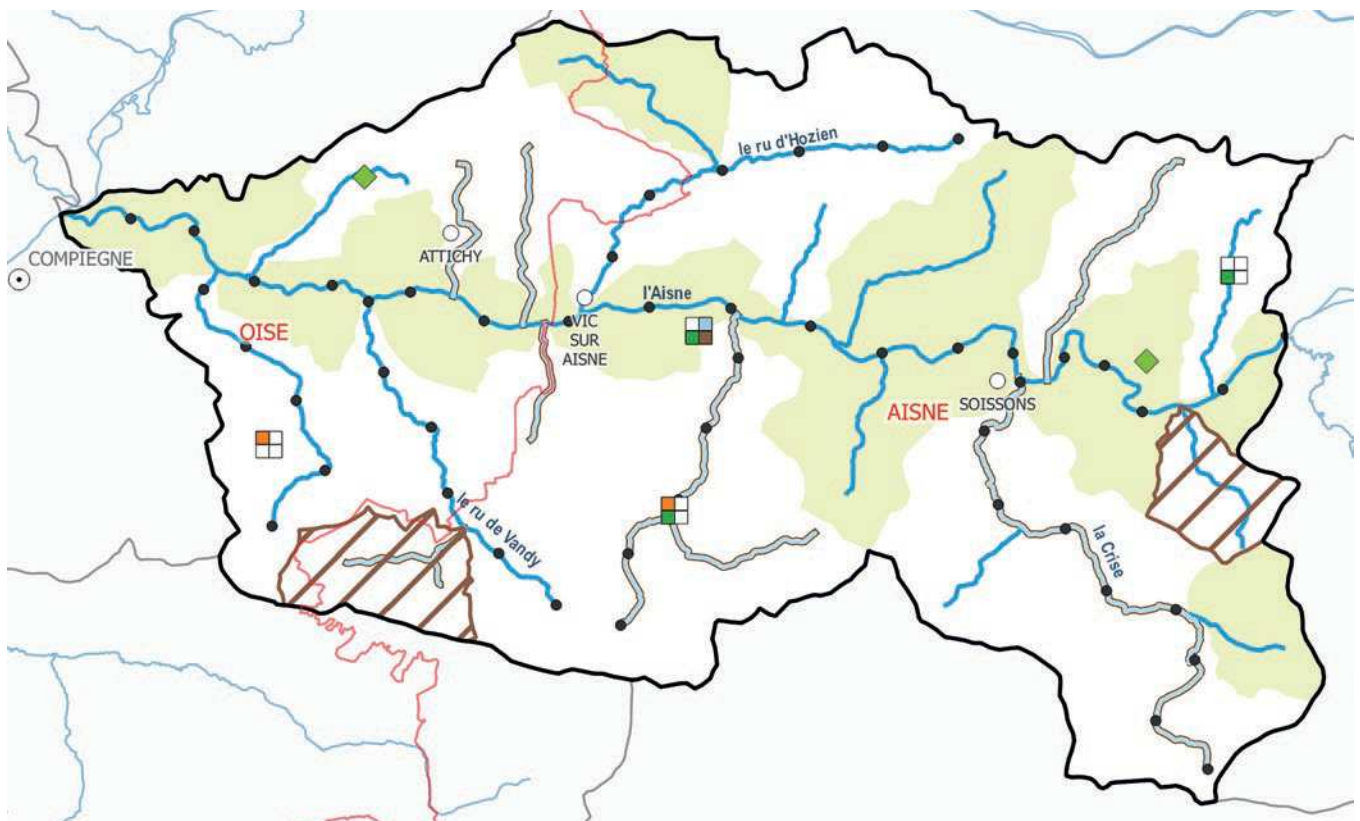 le ru d'Hozien
COMPIEGNE
ATTICHY
l'Aisne
OISE
VIC
SUR
AISNE
AISNE
SOISSONS
le ru de Vandy
la Crise